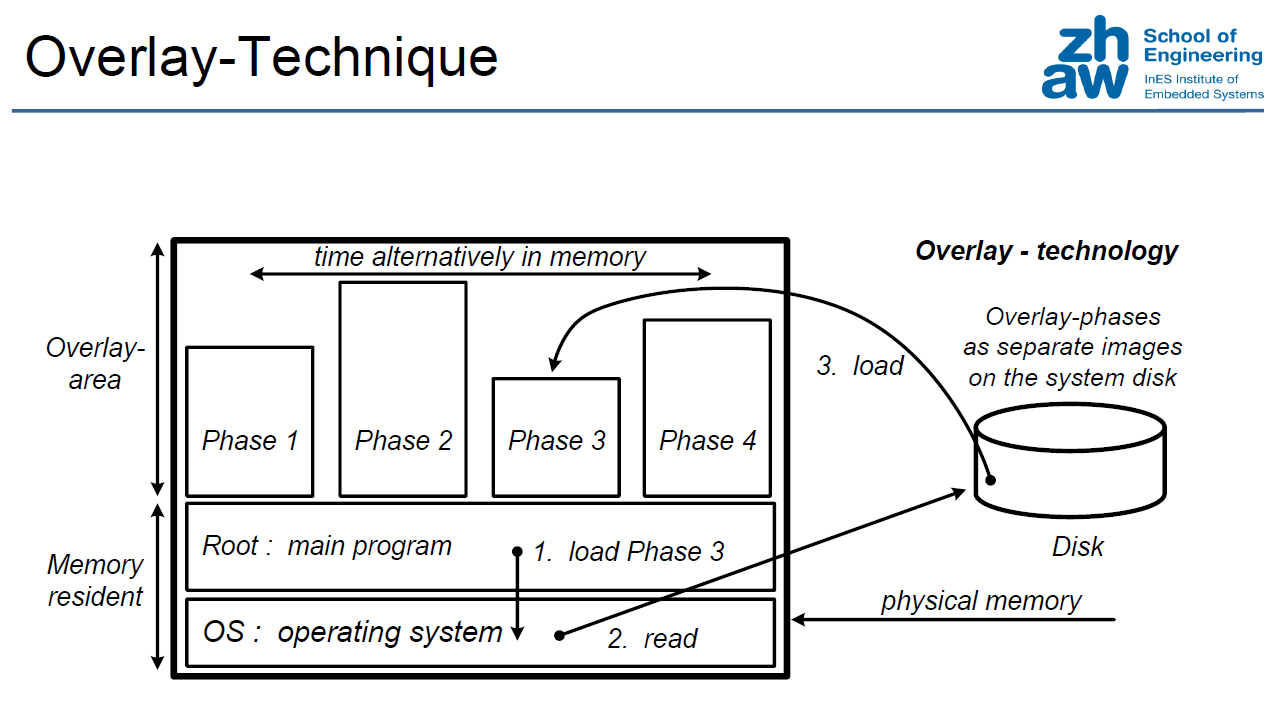 Overlay-Technique
zh
aw
School of
Engineering
InES Institute of
Embedded Systems
time alternatively in memory
Overlay - technology
Overlay-
area
Overlay-phases
as separate images
on the system disk
3. load
Phase 1
Phase 2
Phase 3
Phase 4
Memory
resident
Root : main program
1. load Phase 3
Disk
OS : operating system
2. read
physical memory